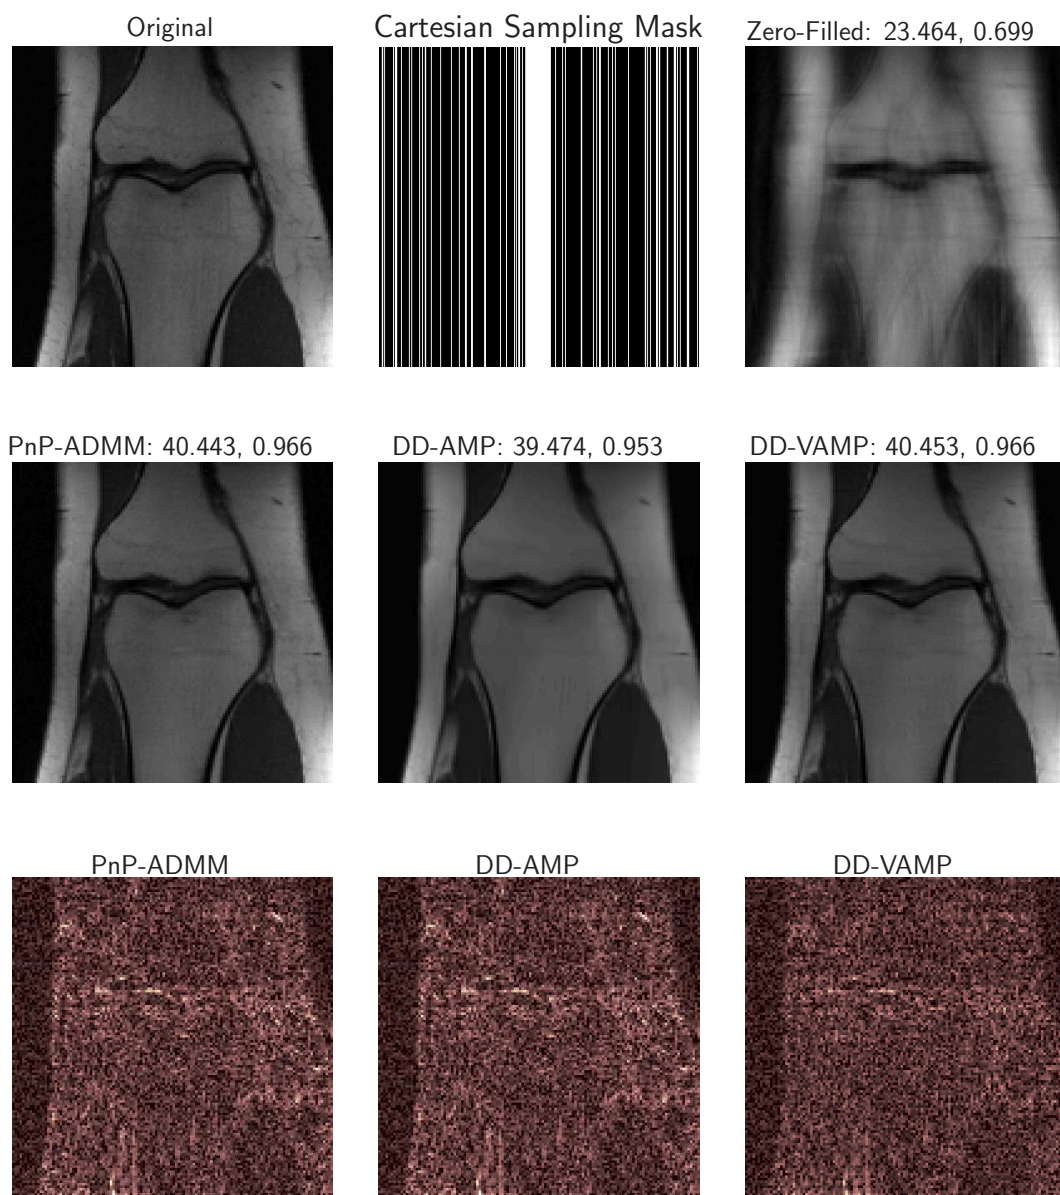 Original
Cartesian Sampling Mask
Zero-Filled: 23.464, 0.699
PnP-ADMM: 40.443, 0.966
DD-AMP: 39.474, 0.953
DD-VAMP: 40.453, 0.966
PnP-ADMM
DD-AMP
DD-VAMP